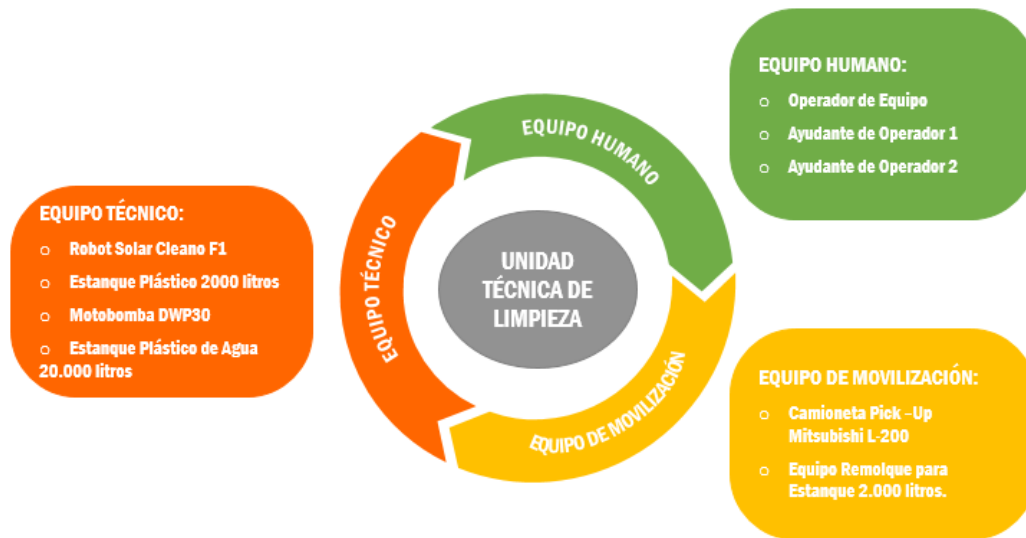 EQUIPO HUMANO:
o Operador de Equipo
o Ayudante de Operador 1
o Ayudante de Operador 2
EQUIPO HUMANO
EQUIPO TÉCNICO:
o Robot Solar Cleano F1
o Estanque Plástico 2000 litros
o Motobomba DWP30
o Estanque Plástico de Agua
20.000 litros
EQUIPO TÉCNICO
UNIDAD
TÉCNICA DE
LIMPIEZA
EQUIPO DE MOVILIZACIÓN
EQUIPO DE MOVILIZACIÓN:
o Camioneta Pick –Up
Mitsubishi L-200
o Equipo Remolque para
Estanque 2.000 litros.